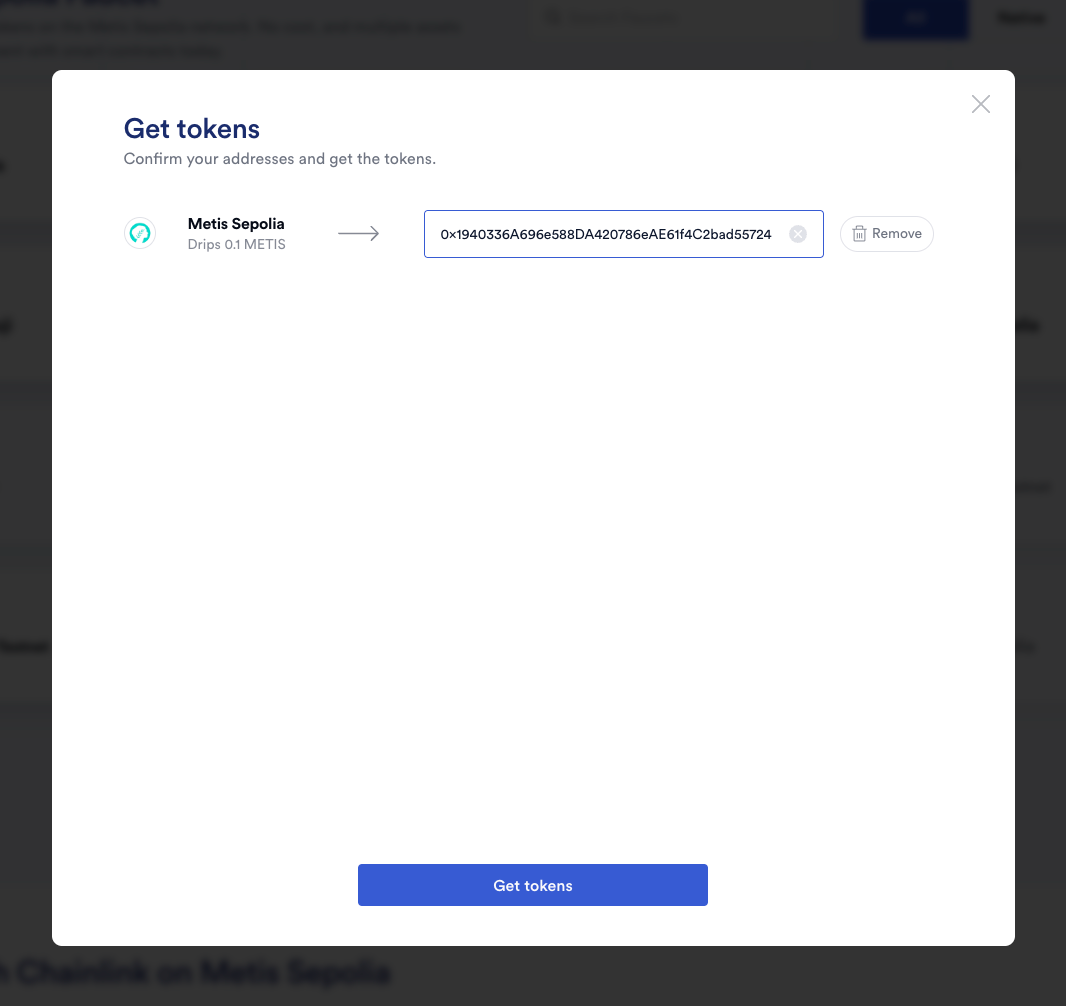 Get tokens
Confirm your addresses and get the tokens.
Metis Sepolia
Drips 0.1 METIS
0x1940336A696e588DA420786eAE61f4C2bad55724
Remove
Get tokens
Chainlink on Metis Sepolia